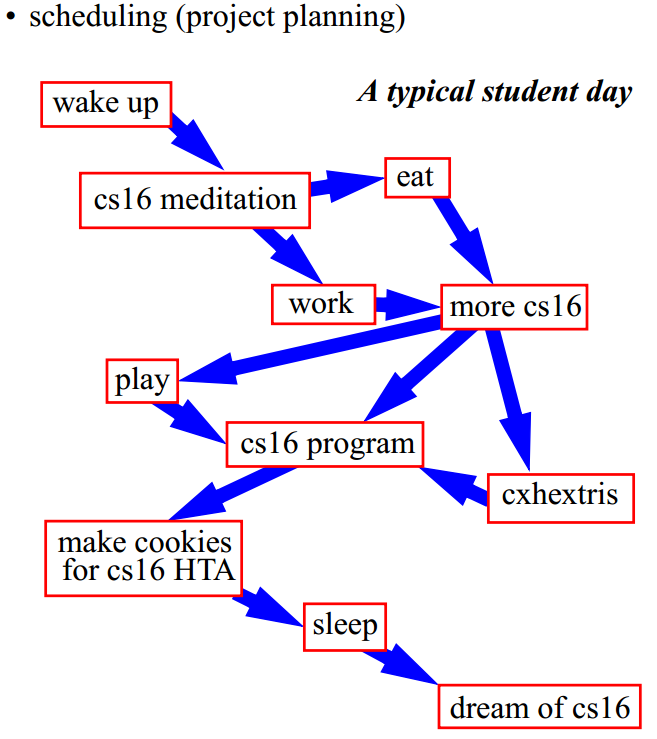 • scheduling (project planning)
A typical student day
wake up
cs16 meditation
eat
work
more cs16
play
cs16 program
cxhextris
make cookies
for cs16 HTA
sleep
dream of cs16